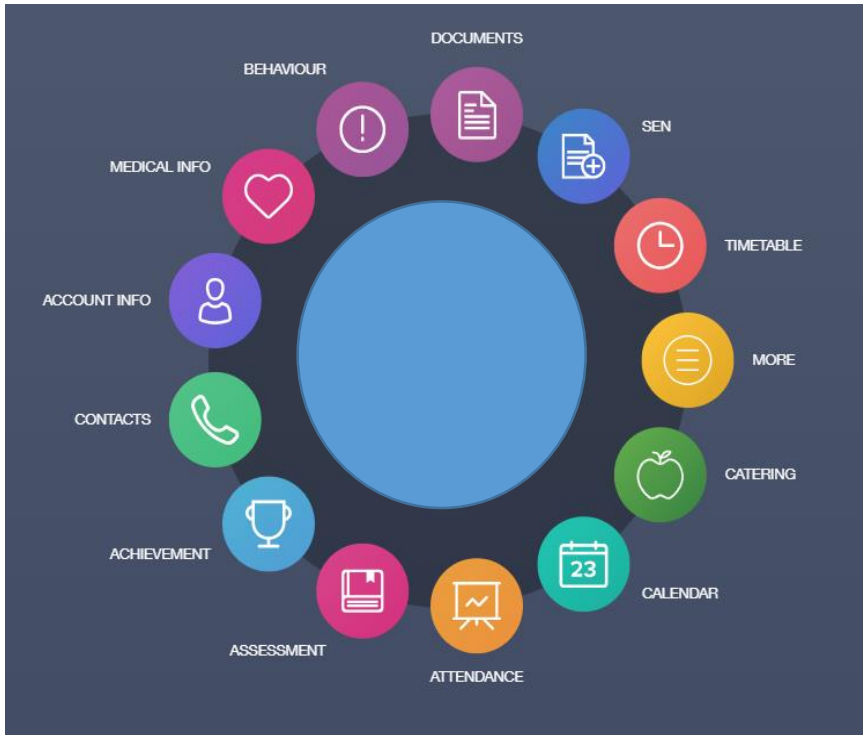 DOCUMENTS
BEHAVIOUR
SEN
MEDICAL INFO
TIMETABLE
ACCOUNT INFO
MORE
CONTACTS
CATERING
23
ACHIEVEMENT
CALENDAR
ASSESSMENT
ATTENDANCE